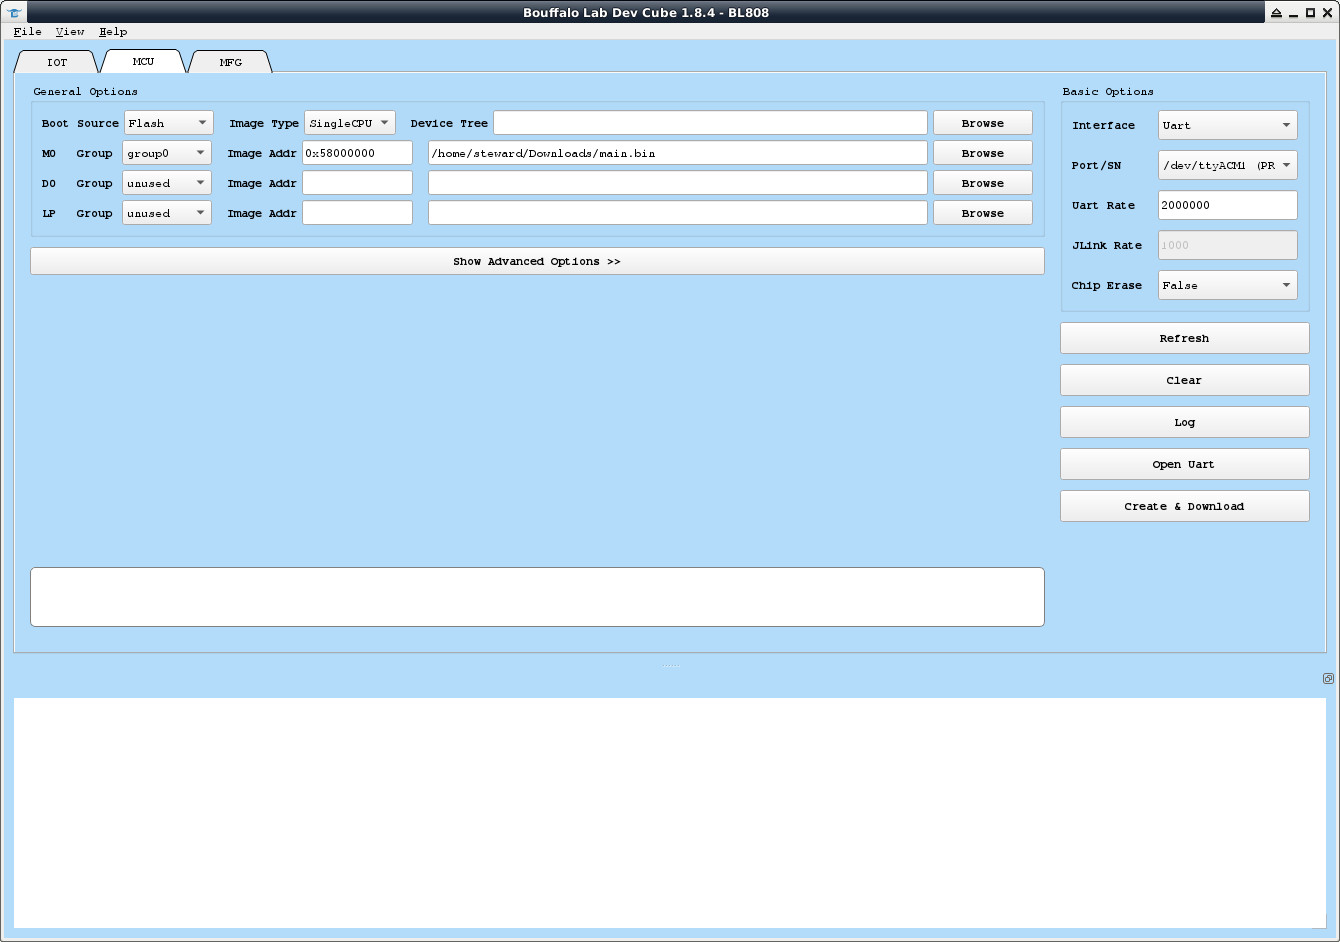 Bouffalo Lab Dev Cube 1.8.4 - BL808
File View Help
IOT MCU MFG
General Options
Boot Source Flash Image Type SingleCPU Device Tree Browse
M0 Group group0 Image Addr 0x58000000 /home/steward/Downloads/main.bin Browse
D0 Group unused Image Addr Browse
LP Group unused Image Addr Browse
Show Advanced Options >>
Basic Options
Interface Uart
Port/SN /dev/ttyACM1 (PR
Uart Rate 2000000
JLink Rate 1000
Chip Erase False
Refresh
Clear
Log
Open Uart
Create & Download